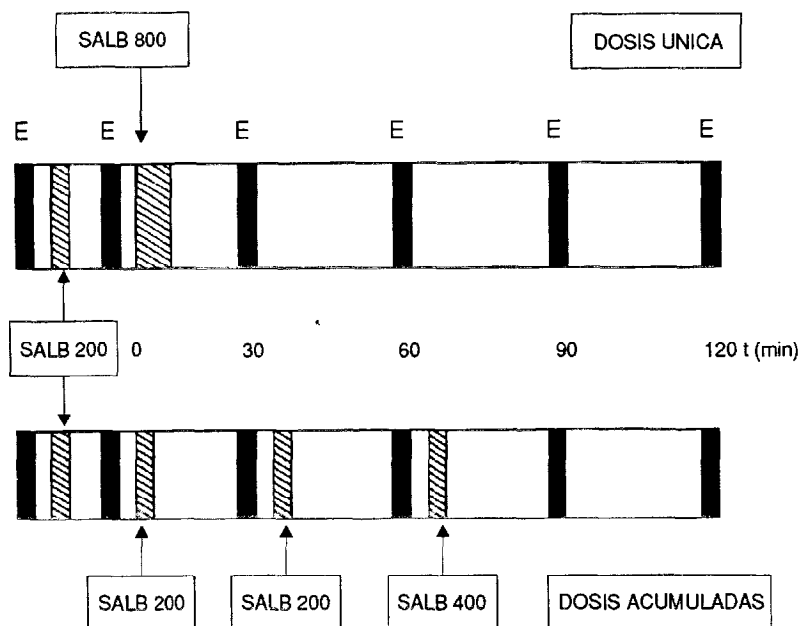 SALB 800
DOSIS UNICA
E E E E E E
SALB 200 0 30 60 90 120 t (min)
SALB 200 SALB 200 SALB 400 DOSIS ACUMULADAS